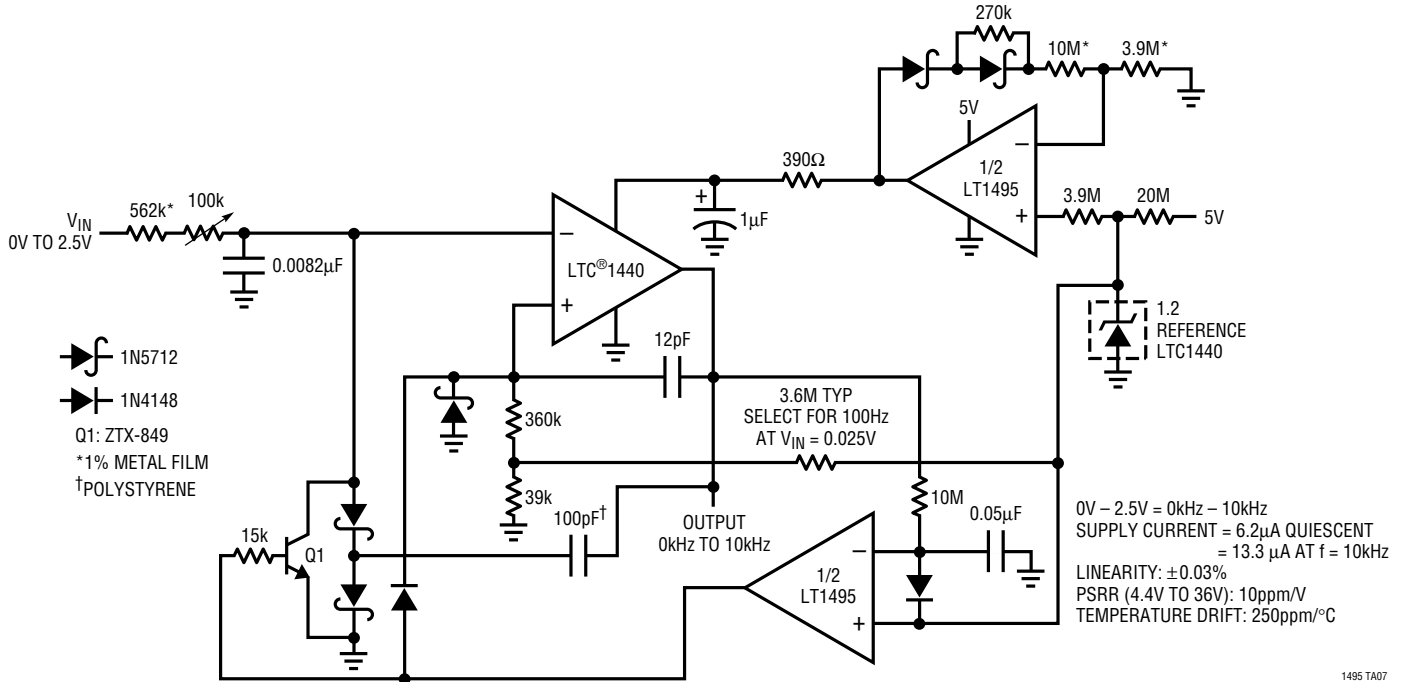 270k
10M*
3.9M*
5V
390Ω
1/2
LT1495
−
+
3.9M
20M
5V
VIN
0V TO 2.5V
562k*
100k
0.0082µF
+
1µF
−
LTC®1440
+
1.2
REFERENCE
LTC1440
12pF
1N5712
1N4148
Q1: ZTX-849
*1% METAL FILM
†POLYSTYRENE
360k
3.6M TYP
SELECT FOR 100Hz
AT VIN = 0.025V
39k
100pF†
OUTPUT
0kHz TO 10kHz
10M
0.05µF
15k
Q1
1/2
LT1495
−
+
0V – 2.5V = 0kHz – 10kHz
SUPPLY CURRENT = 6.2µA QUIESCENT
= 13.3 µA AT f = 10kHz
LINEARITY: ±0.03%
PSRR (4.4V TO 36V): 10ppm/V
TEMPERATURE DRIFT: 250ppm/°C
1495 TA07